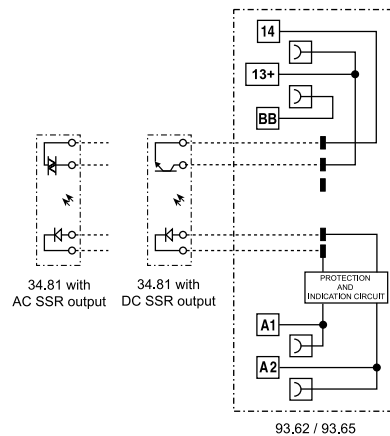 14
13+
BB
34.81 with
AC SSR output
34.81 with
DC SSR output
PROTECTION
AND
INDICATION CIRCUIT
A1
A2
93.62 / 93.65